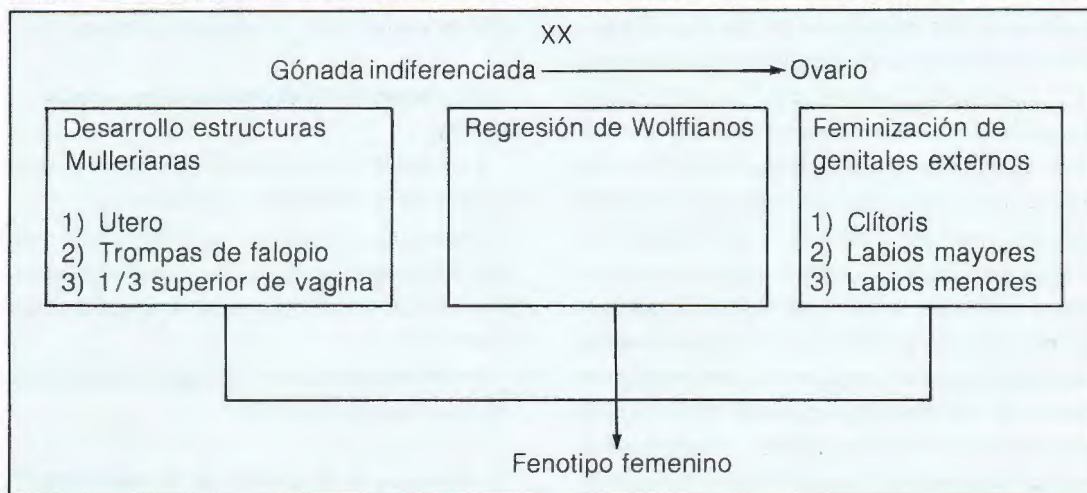 XX
Gónada indiferenciada Ovario
Desarrollo estructuras
Mullerianas
1) Utero
2) Trompas de falopio
3) 1/3 superior de vagina
Regresión de Wolffianos
Feminización de
genitales externos
1) Clítoris
2) Labios mayores
3) Labios menores
Fenotipo femenino